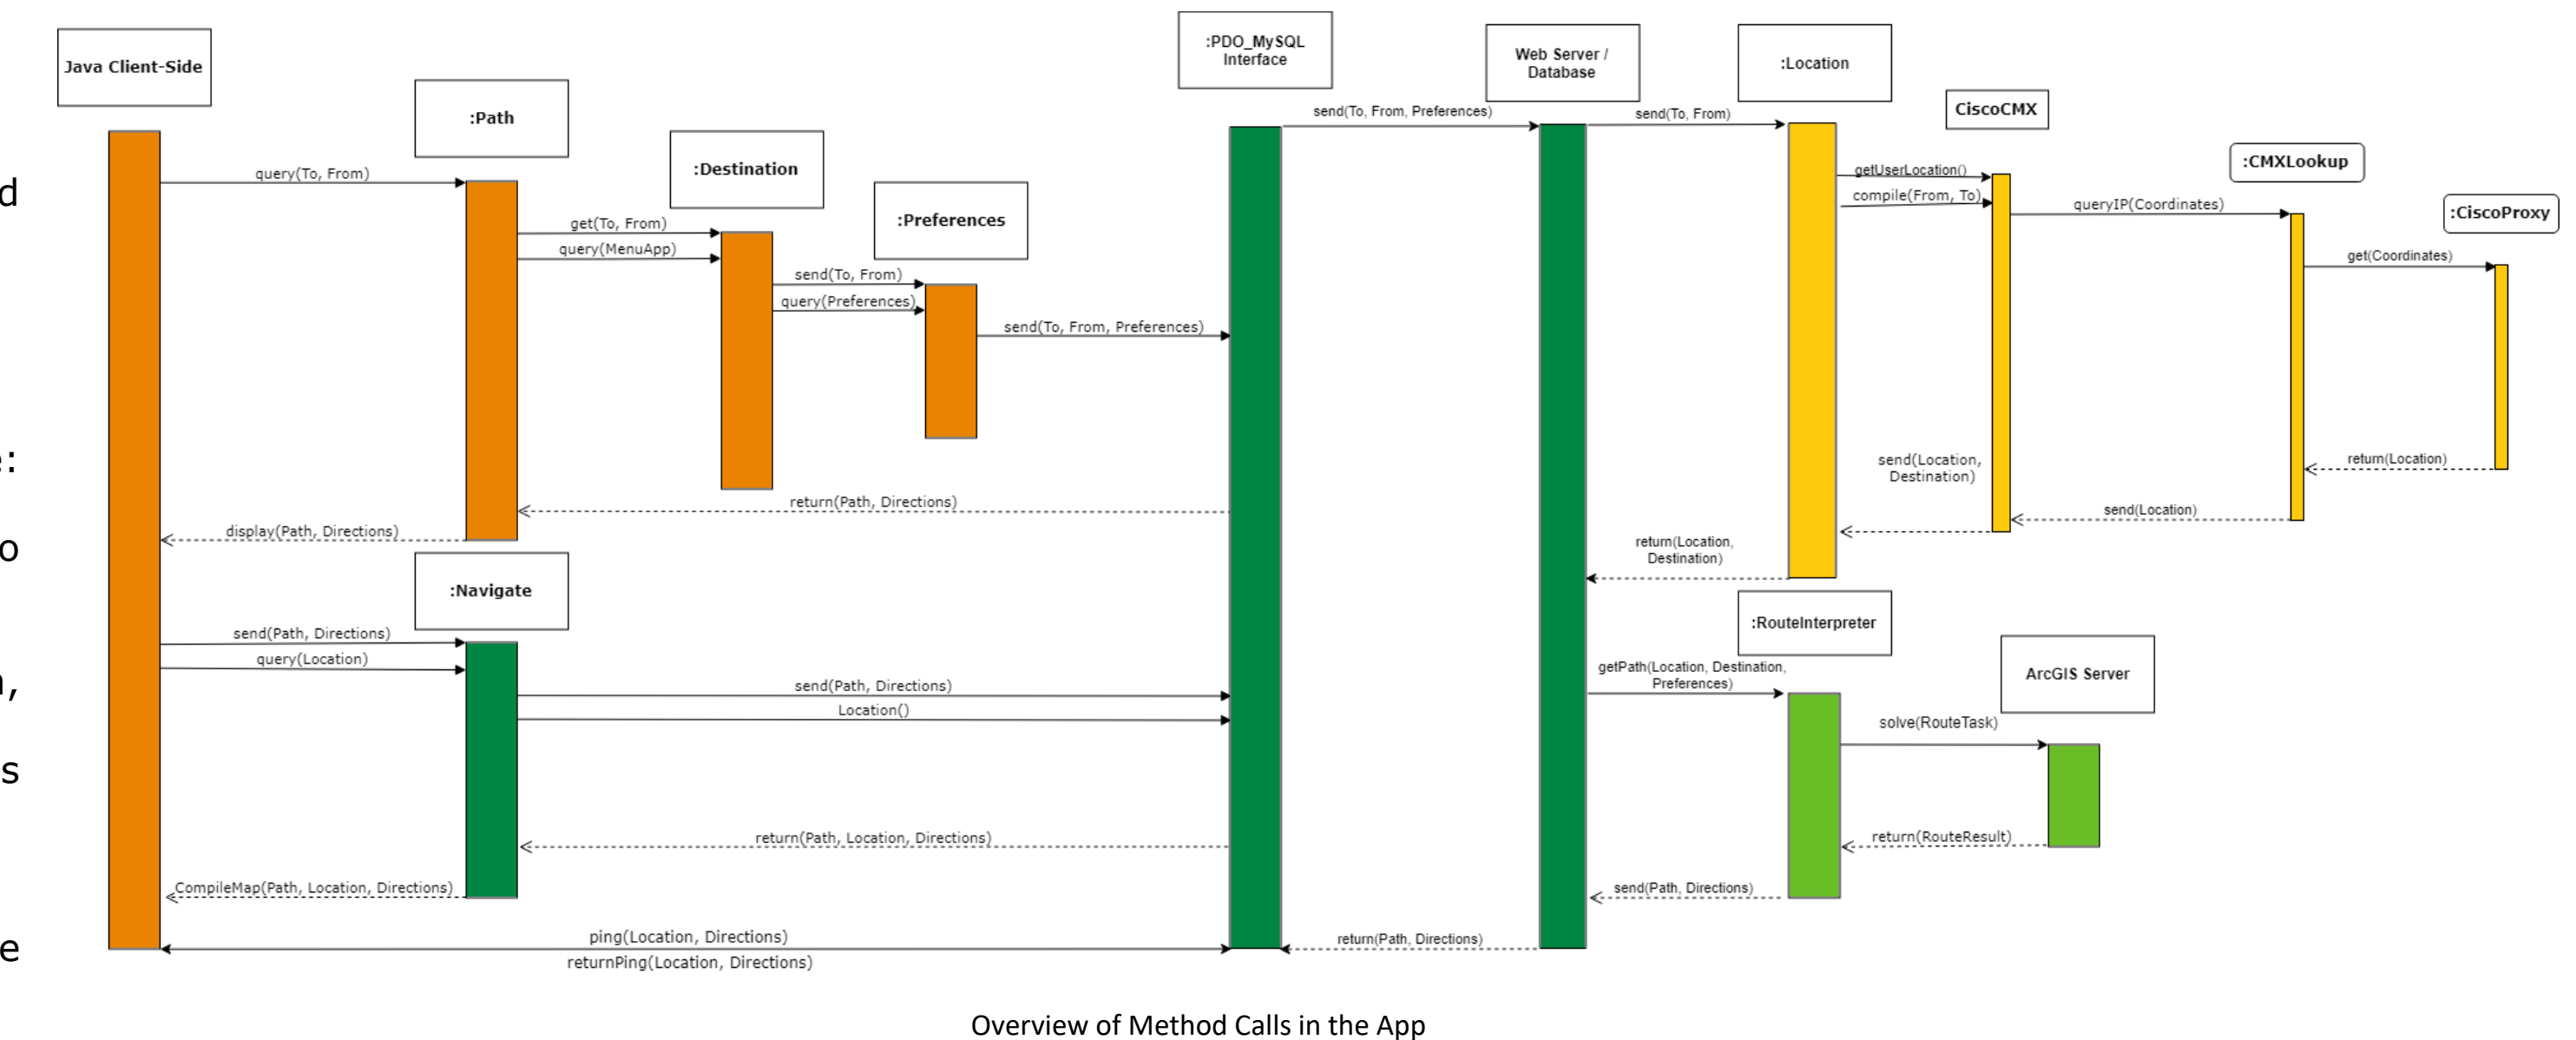 Java Client-Side
:Path
:Destination
:Preferences
:PDO_MySQL
Interface
Web Server /
Database
:Location
CiscoCMX
:CMXLookup
:CiscoProxy
query(To, From)
get(To, From)
query(MenuApp)
send(To, From)
query(Preferences)
send(To, From, Preferences)
send(To, From, Preferences)
send(To, From)
getUserLocation()
compile(From, To)
queryIP(Coordinates)
get(Coordinates)
return(Location)
send(Location)
send(Location,
Destination)
return(Location,
Destination)
return(Path, Directions)
display(Path, Directions)
:Navigate
send(Path, Directions)
query(Location)
send(Path, Directions)
Location()
:RouteInterpreter
ArcGIS Server
getPath(Location, Destination,
Preferences)
solve(RouteTask)
return(RouteResult)
send(Path, Directions)
return(Path, Location, Directions)
CompileMap(Path, Location, Directions)
ping(Location, Directions)
returnPing(Location, Directions)
return(Path, Directions)
d
e:
o
,
s
e
Overview of Method Calls in the App